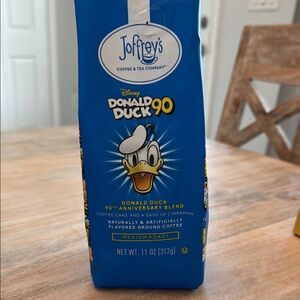 Joffrey's
COFFEE & TEA COMPANY
Disney
DONALD
DUCK 90
DONALD DUCK
90TH ANNIVERSARY BLEND
COFFEE CAKE AND A DASH OF CINNAMON
NATURALLY & ARTIFICIALLY
FLAVORED GROUND COFFEE
MEDIUM ROAST
NET WT. 11 OZ (312g)